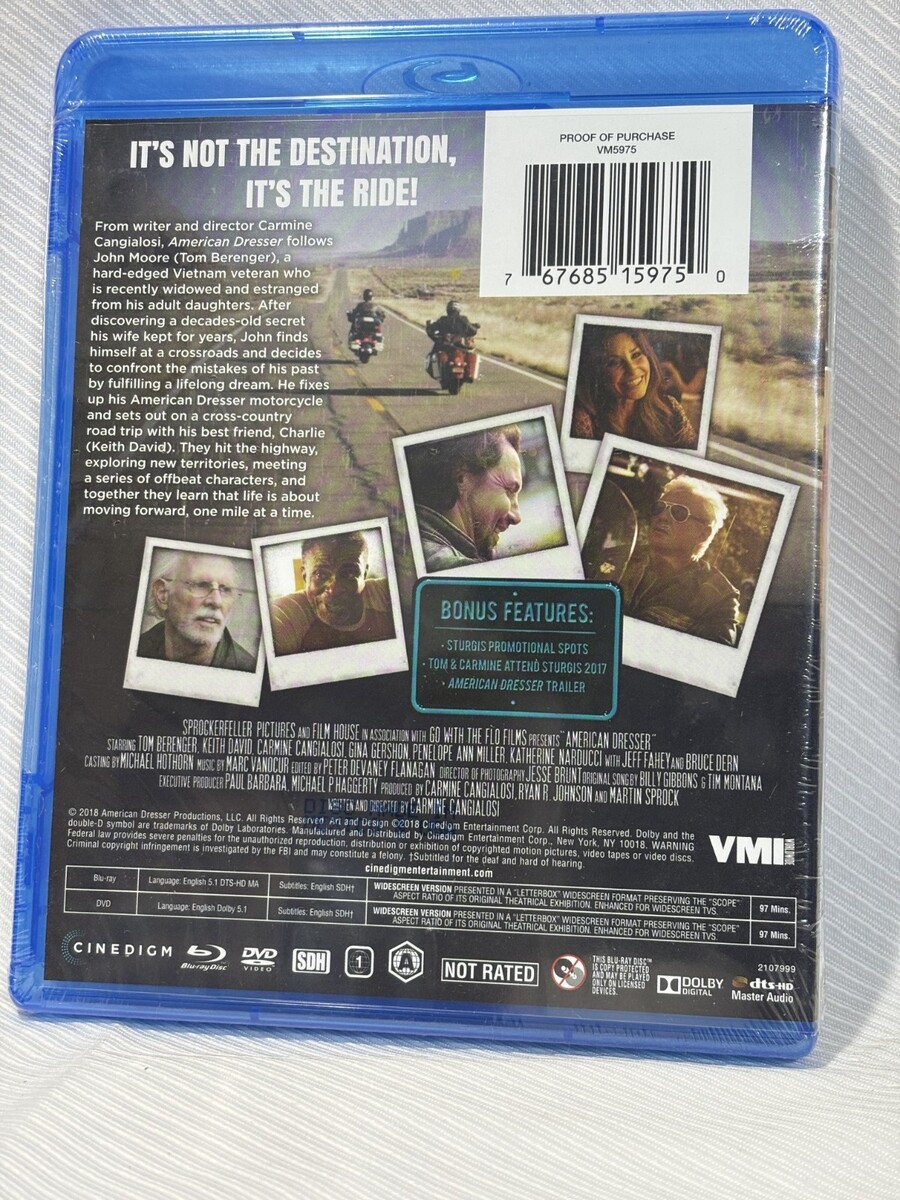 IT'S NOT THE DESTINATION,
IT'S THE RIDE!
PROOF OF PURCHASE
VM5975
7 67685 15975 0
From writer and director Carmine
Cangialosi, American Dresser follows
John Moore (Tom Berenger), a
hard-edged Vietnam veteran who
is recently widowed and estranged
from his adult daughters. After
discovering a decades-old secret
his wife kept for years, John finds
himself at a crossroads and decides
to confront the mistakes of his past
by fulfilling a lifelong dream. He fixes
up his American Dresser motorcycle
and sets out on a cross-country
road trip with his best friend, Charlie
(Keith David). They hit the highway,
exploring new territories, meeting
a series of offbeat characters, and
together they learn that life is about
moving forward, one mile at a time.
BONUS FEATURES:
· STURGIS PROMOTIONAL SPOTS
· TOM & CARMINE ATTEND STURGIS 2017
· AMERICAN DRESSER TRAILER
SPROCKEFELLER PICTURES AND FILM HOUSE IN ASSOCIATION WITH GO WITH THE FLO FILMS PRESENTS "AMERICAN DRESSER"
STARRING TOM BERENGER, KEITH DAVID, CARMINE CANGIALOSI, GINA GERSHON, PENELOPE ANN MILLER, KATHERINE NARDUCCI WITH JEFF FAHEY AND BRUCE DERN
CASTING BY MICHAEL HOTHORN MUSIC BY MARC VANOCUR EDITED BY PETER DEVANEY FLANAGAN DIRECTOR OF PHOTOGRAPHY JESSE BRUNT ORIGINAL SONG BY BILLY GIBBONS & TIM MONTANA
EXECUTIVE PRODUCER PAUL BARBARA, MICHAEL P HAGGERTY PRODUCED BY CARMINE CANGIALOSI, RYAN R. JOHNSON AND MARTIN SPROCK
WRITTEN AND DIRECTED BY CARMINE CANGIALOSI
© 2018 American Dresser Productions, LLC. All Rights Reserved. Art and Design ©2018 Cinedigm Entertainment Corp. All Rights Reserved. Dolby and the
double-D symbol are trademarks of Dolby Laboratories. Manufactured and Distributed by Cinedigm Entertainment Corp., New York, NY 10018. WARNING
Federal law provides severe penalties for the unauthorized reproduction, distribution or exhibition of copyrighted motion pictures, video tapes or video discs.
Criminal copyright infringement is investigated by the FBI and may constitute a felony. †Subtitled for the deaf and hard of hearing.
cinedigmentertainment.com
VMI WORLDWIDE
Blu-ray Language: English 5.1 DTS-HD MA Subtitles: English SDH† WIDESCREEN VERSION PRESENTED IN A "LETTERBOX" WIDESCREEN FORMAT PRESERVING THE "SCOPE"
ASPECT RATIO OF ITS ORIGINAL THEATRICAL EXHIBITION. ENHANCED FOR WIDESCREEN TVS. 97 Mins.
DVD Language: English Dolby 5.1 Subtitles: English SDH† WIDESCREEN VERSION PRESENTED IN A "LETTERBOX" WIDESCREEN FORMAT PRESERVING THE "SCOPE"
ASPECT RATIO OF ITS ORIGINAL THEATRICAL EXHIBITION. ENHANCED FOR WIDESCREEN TVS. 97 Mins.
CINEDIGM Blu-ray Disc DVD VIDEO SDH 1 A NOT RATED
THIS BLU-RAY DISC™
IS COPY PROTECTED
AND MAY BE PLAYED
ONLY ON LICENSED
DEVICES.
DOLBY
DIGITAL
2107999
dts-HD
Master Audio